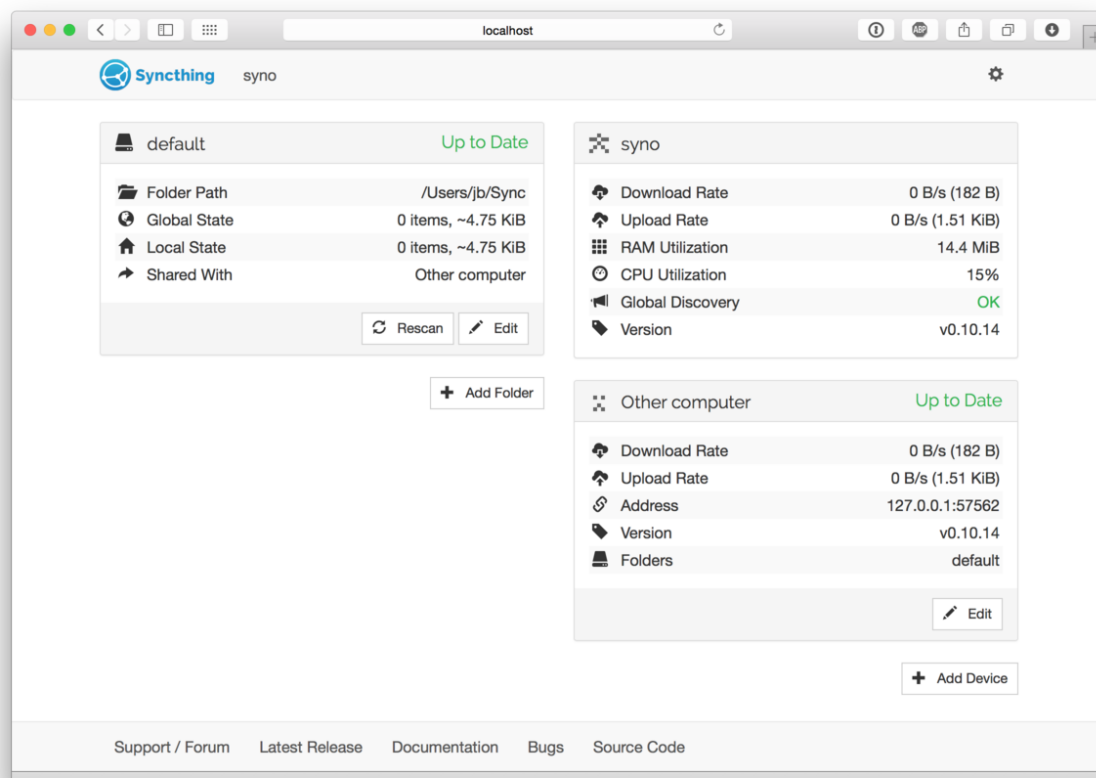 localhost
ABP
Syncthing syno
default Up to Date
Folder Path /Users/jb/Sync
Global State 0 items, ~4.75 KiB
Local State 0 items, ~4.75 KiB
Shared With Other computer
Rescan Edit
Add Folder
syno
Download Rate 0 B/s (182 B)
Upload Rate 0 B/s (1.51 KiB)
RAM Utilization 14.4 MiB
CPU Utilization 15%
Global Discovery OK
Version v0.10.14
Other computer Up to Date
Download Rate 0 B/s (182 B)
Upload Rate 0 B/s (1.51 KiB)
Address 127.0.0.1:57562
Version v0.10.14
Folders default
Edit
Add Device
Support / Forum Latest Release Documentation Bugs Source Code